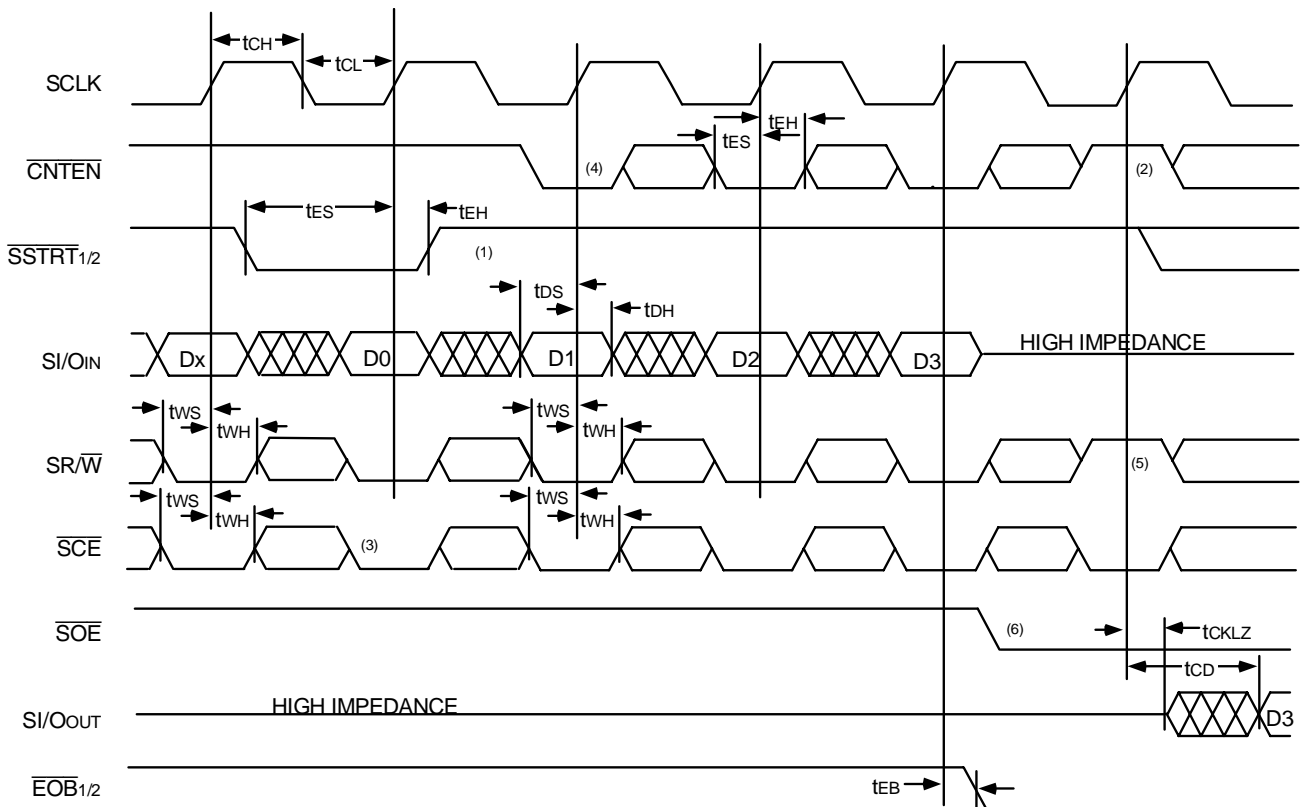 tCH
tCL
SCLK
tES
tEH
CNTEN
(4)
(2)
tES
tEH
SSTRT1/2
(1)
tDS
tDH
SI/OIN
Dx
D0
D1
D2
D3
HIGH IMPEDANCE
tWS
tWH
tWS
tWH
SR/W
(5)
tWS
tWH
tWS
tWH
SCE
(3)
SOE
(6)
tCKLZ
tCD
HIGH IMPEDANCE
SI/OOUT
D3
EOB1/2
tEB